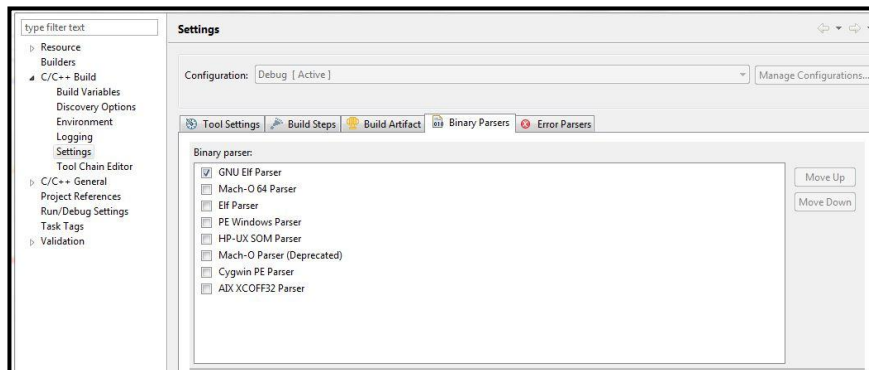 type filter text
Resource
Builders
C/C++ Build
Build Variables
Discovery Options
Environment
Logging
Settings
Tool Chain Editor
C/C++ General
Project References
Run/Debug Settings
Task Tags
Validation
Settings
Configuration: Debug [ Active ] Manage Configurations...
Tool Settings Build Steps Build Artifact Binary Parsers Error Parsers
Binary parser:
GNU Elf Parser
Mach-O 64 Parser
Elf Parser
PE Windows Parser
HP-UX SOM Parser
Mach-O Parser (Deprecated)
Cygwin PE Parser
AIX XCOFF32 Parser
Move Up
Move Down